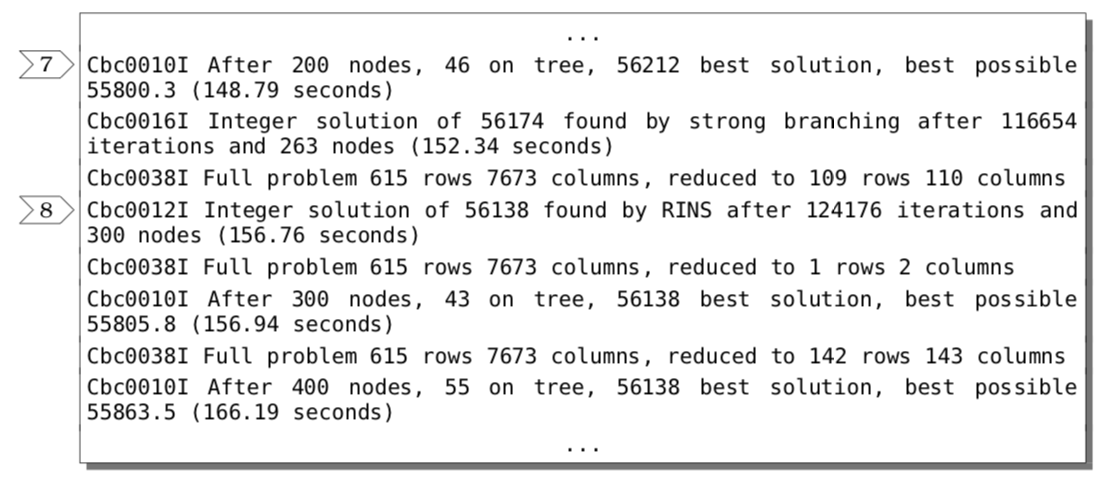 ...
7
Cbc0010I After 200 nodes, 46 on tree, 56212 best solution, best possible
55800.3 (148.79 seconds)
Cbc0016I Integer solution of 56174 found by strong branching after 116654
iterations and 263 nodes (152.34 seconds)
Cbc0038I Full problem 615 rows 7673 columns, reduced to 109 rows 110 columns
8
Cbc0012I Integer solution of 56138 found by RINS after 124176 iterations and
300 nodes (156.76 seconds)
Cbc0038I Full problem 615 rows 7673 columns, reduced to 1 rows 2 columns
Cbc0010I After 300 nodes, 43 on tree, 56138 best solution, best possible
55805.8 (156.94 seconds)
Cbc0038I Full problem 615 rows 7673 columns, reduced to 142 rows 143 columns
Cbc0010I After 400 nodes, 55 on tree, 56138 best solution, best possible
55863.5 (166.19 seconds)
...